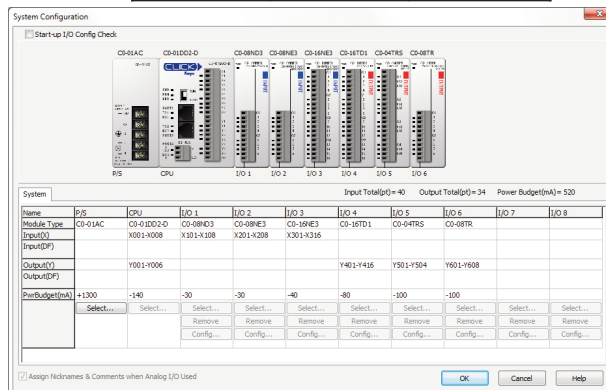 System Configuration
Start-up I/O Config Check
C0-01AC C0-01DD2-D C0-08ND3 C0-08NE3 C0-16NE3 C0-16TD1 C0-04TRS C0-08TR
CLICK
P/S CPU I/O 1 I/O 2 I/O 3 I/O 4 I/O 5 I/O 6
System Input Total(pt)= 40 Output Total(pt)= 34 Power Budget(mA)= 520
Name P/S CPU I/O 1 I/O 2 I/O 3 I/O 4 I/O 5 I/O 6 I/O 7 I/O 8
Module Type C0-01AC C0-01DD2-D C0-08ND3 C0-08NE3 C0-16NE3 C0-16TD1 C0-04TRS C0-08TR
Input(X) X001-X008 X101-X108 X201-X208 X301-X316
Input(DF)
Output(Y) Y001-Y006 Y401-Y416 Y501-Y504 Y601-Y608
Output(DF)
PwrBudget(mA) +1300 -140 -30 -30 -40 -80 -100 -100
Select... Select... Select... Select... Select... Select... Select... Select... Select... Select...
Remove Remove Remove Remove Remove Remove Remove Remove
Config... Config... Config... Config... Config... Config... Config... Config...
Assign Nicknames & Comments when Analog I/O Used OK Cancel Help